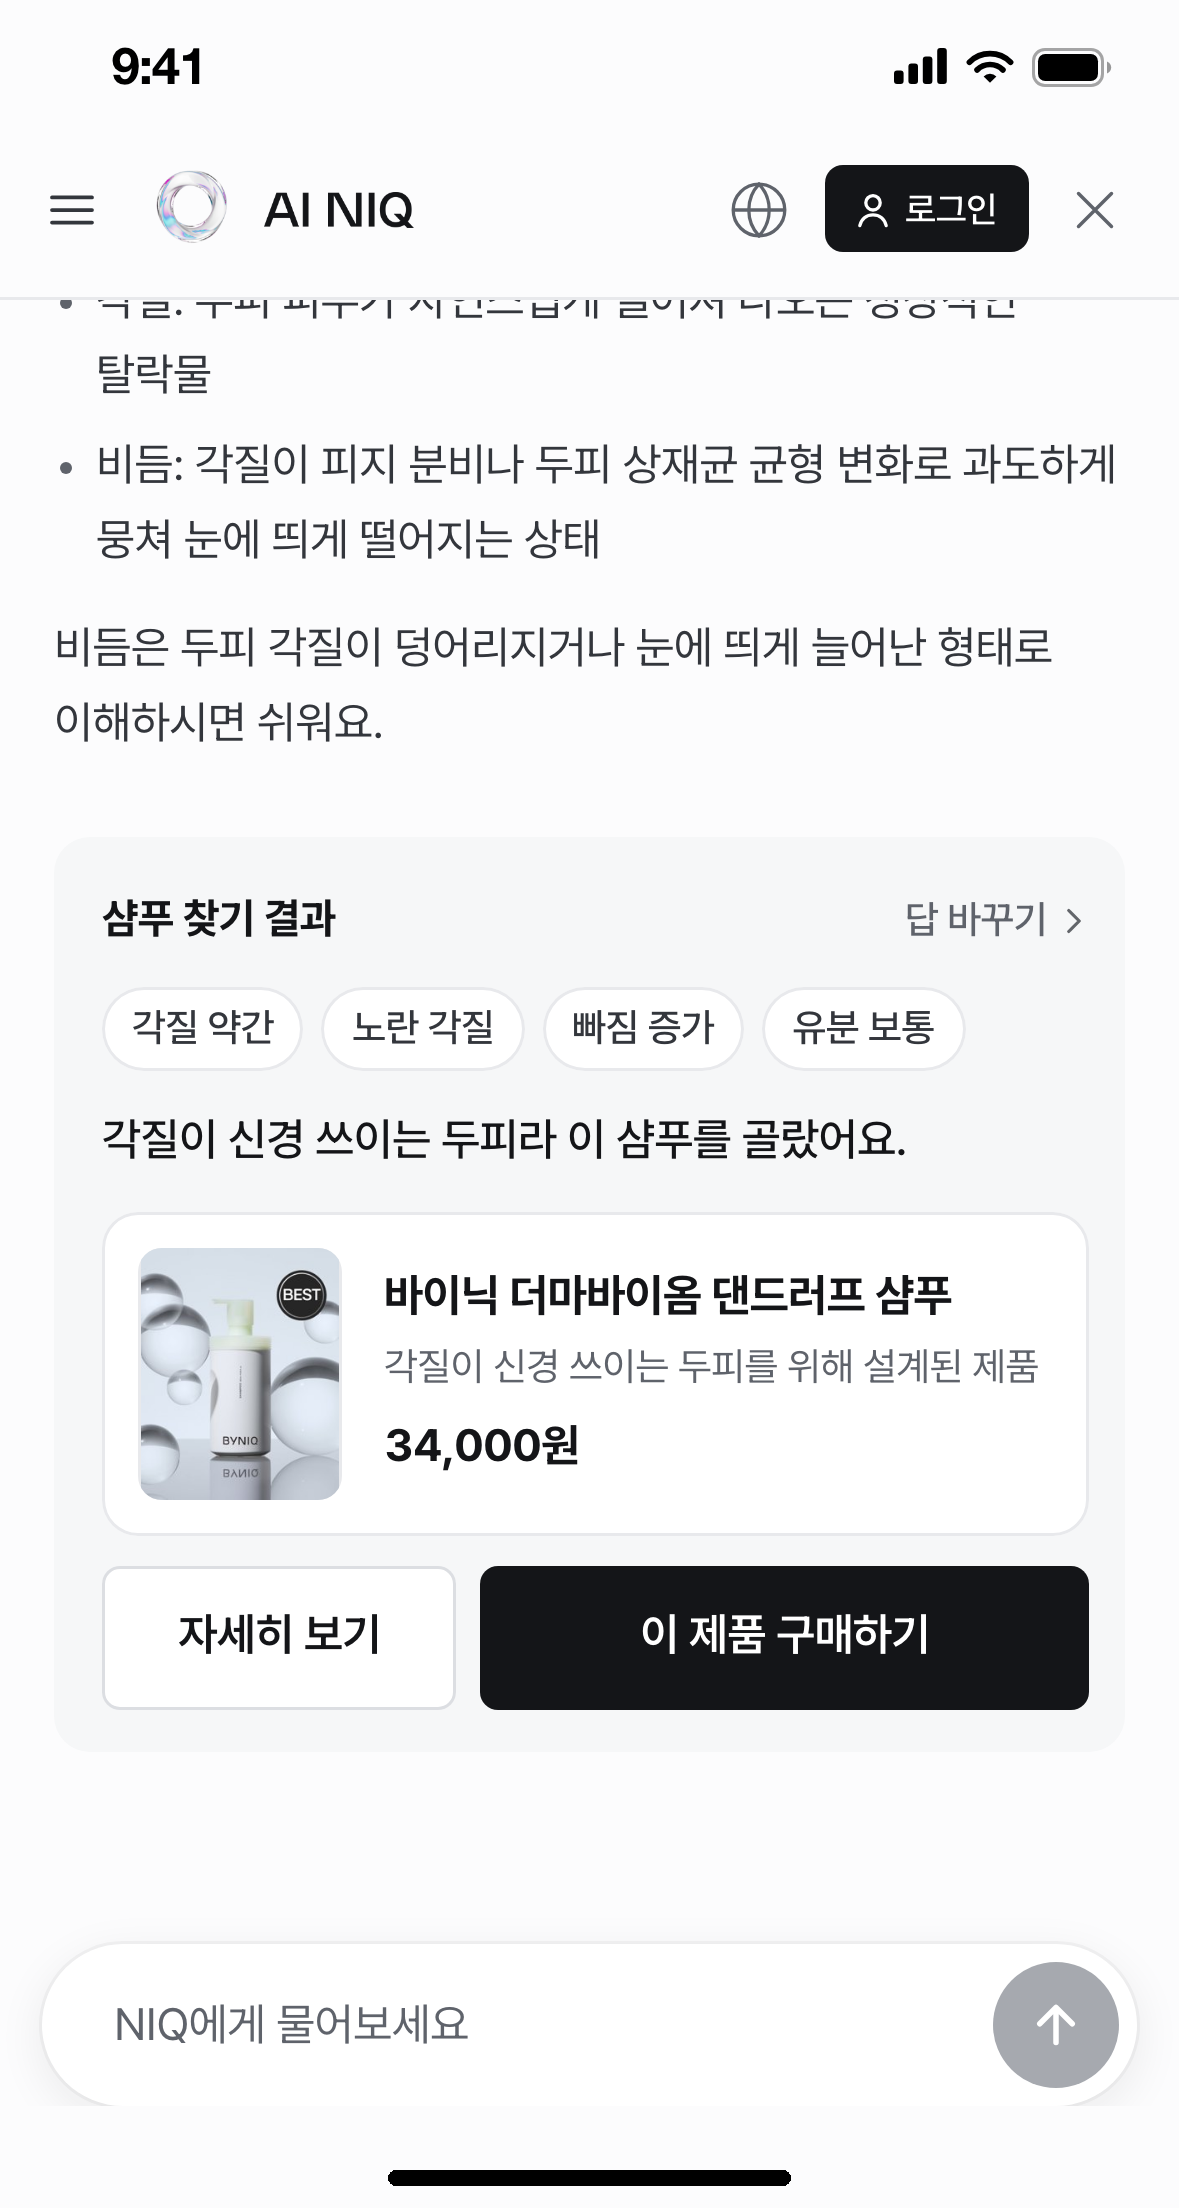 9:41
AI NIQ
로그인
탈락물
• 비듬: 각질이 피지 분비나 두피 상재균 균형 변화로 과도하게
뭉쳐 눈에 띄게 떨어지는 상태
비듬은 두피 각질이 덩어리지거나 눈에 띄게 늘어난 형태로
이해하시면 쉬워요.
샴푸 찾기 결과
답 바꾸기
각질 약간
노란 각질
빠짐 증가
유분 보통
각질이 신경 쓰이는 두피라 이 샴푸를 골랐어요.
BEST
BYNIQ
바이닉 더마바이옴 댄드러프 샴푸
각질이 신경 쓰이는 두피를 위해 설계된 제품
34,000원
자세히 보기
이 제품 구매하기
NIQ에게 물어보세요